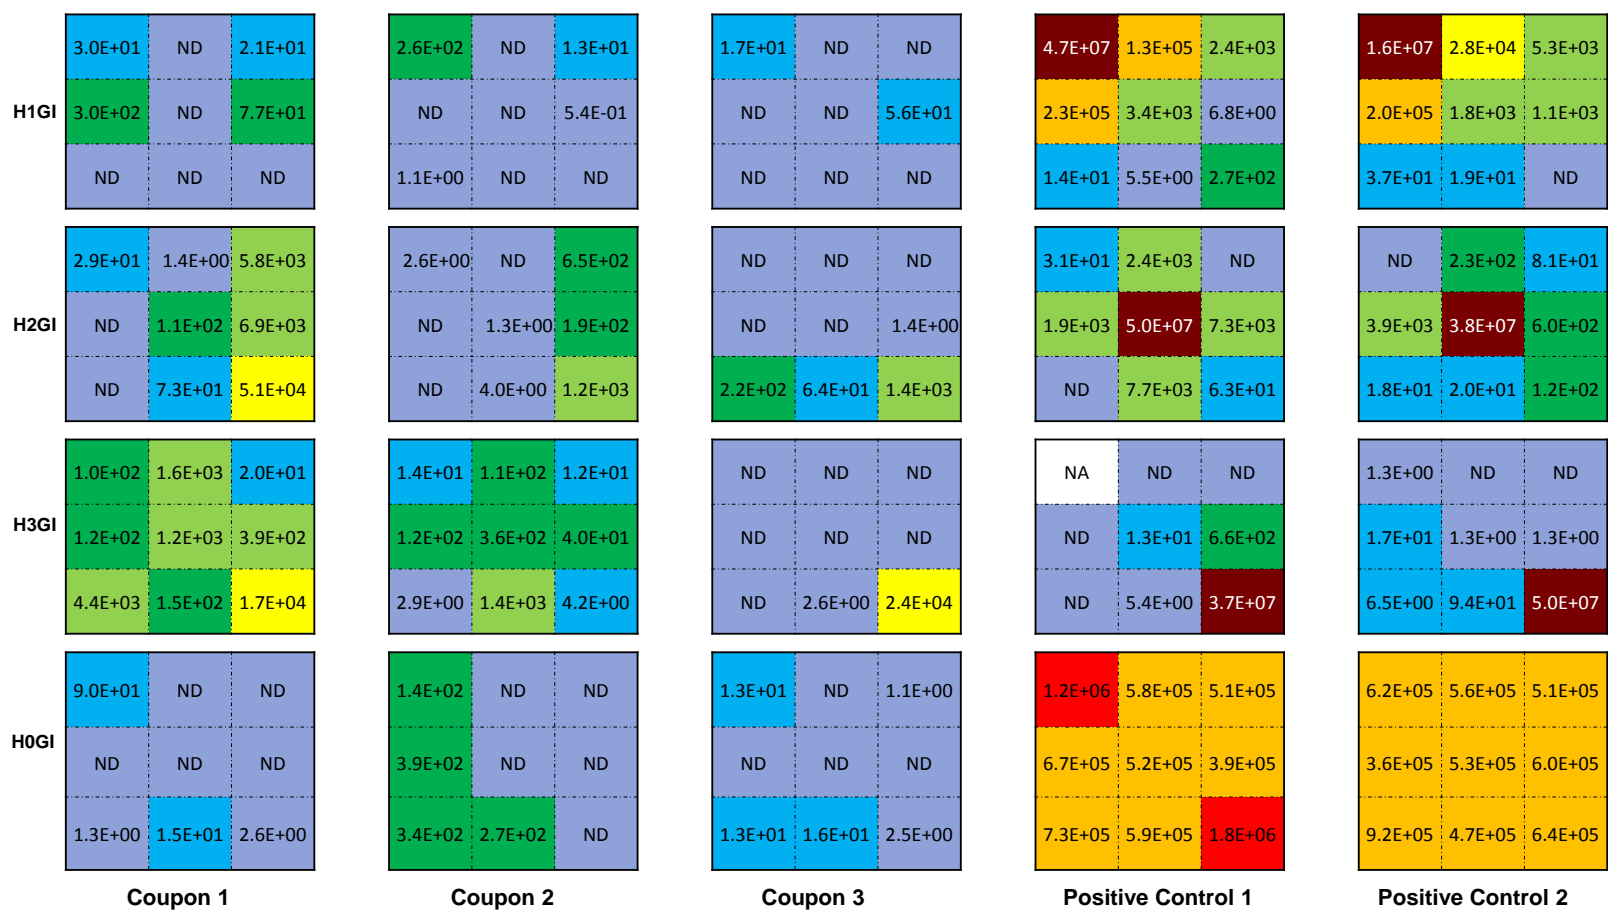 3.0E+01 ND 2.1E+01 2.6E+02 ND 1.3E+01 1.7E+01 ND ND 4.7E+07 1.3E+05 2.4E+03 1.6E+07 2.8E+04 5.3E+03
H1GI 3.0E+02 ND 7.7E+01 ND ND 5.4E-01 ND ND 5.6E+01 2.3E+05 3.4E+03 6.8E+00 2.0E+05 1.8E+03 1.1E+03
ND ND ND 1.1E+00 ND ND ND ND ND 1.4E+01 5.5E+00 2.7E+02 3.7E+01 1.9E+01 ND
2.9E+01 1.4E+00 5.8E+03 2.6E+00 ND 6.5E+02 ND ND ND 3.1E+01 2.4E+03 ND ND 2.3E+02 8.1E+01
H2GI ND 1.1E+02 6.9E+03 ND 1.3E+00 1.9E+02 ND ND 1.4E+00 1.9E+03 5.0E+07 7.3E+03 3.9E+03 3.8E+07 6.0E+02
ND 7.3E+01 5.1E+04 ND 4.0E+00 1.2E+03 2.2E+02 6.4E+01 1.4E+03 ND 7.7E+03 6.3E+01 1.8E+01 2.0E+01 1.2E+02
1.0E+02 1.6E+03 2.0E+01 1.4E+01 1.1E+02 1.2E+01 ND ND ND NA ND ND 1.3E+00 ND ND
H3GI 1.2E+02 1.2E+03 3.9E+02 1.2E+02 3.6E+02 4.0E+01 ND ND ND ND 1.3E+01 6.6E+02 1.7E+01 1.3E+00 1.3E+00
4.4E+03 1.5E+02 1.7E+04 2.9E+00 1.4E+03 4.2E+00 ND 2.6E+00 2.4E+04 ND 5.4E+00 3.7E+07 6.5E+00 9.4E+01 5.0E+07
9.0E+01 ND ND 1.4E+02 ND ND 1.3E+01 ND 1.1E+00 1.2E+06 5.8E+05 5.1E+05 6.2E+05 5.6E+05 5.1E+05
H0GI ND ND ND 3.9E+02 ND ND ND ND ND 6.7E+05 5.2E+05 3.9E+05 3.6E+05 5.3E+05 6.0E+05
1.3E+00 1.5E+01 2.6E+00 3.4E+02 2.7E+02 ND 1.3E+01 1.6E+01 2.5E+00 7.3E+05 5.9E+05 1.8E+06 9.2E+05 4.7E+05 6.4E+05
Coupon 1 Coupon 2 Coupon 3 Positive Control 1 Positive Control 2